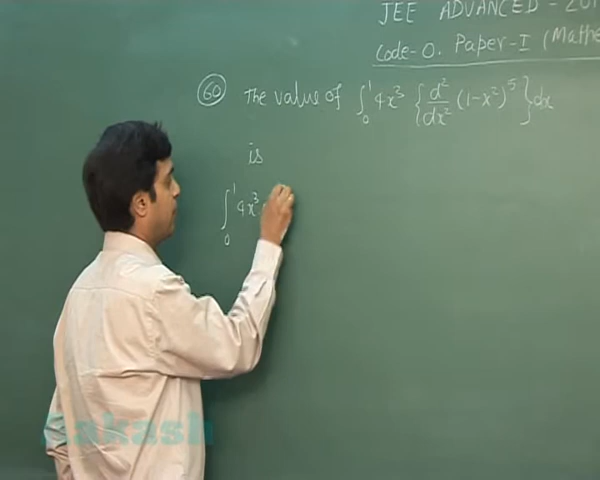 JEE ADVANCED - 201
Code-0. Paper-I (Mathe
60 The value of ∫₀¹ 4x³ {d²/dx² (1-x²)⁵} dx
is
∫₀¹ 4x³
Aakash